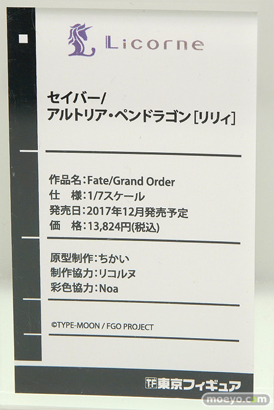 Licorne
セイバー/
アルトリア・ペンドラゴン[リリィ]
作品名:Fate/Grand Order
仕　様:1/7スケール
発売日:2017年12月発売予定
価　格:13,824円(税込)
原型制作:ちかい
制作協力:リコルヌ
彩色協力:Noa
©TYPE-MOON / FGO PROJECT
TF 東京フィギュア
moeyo.com